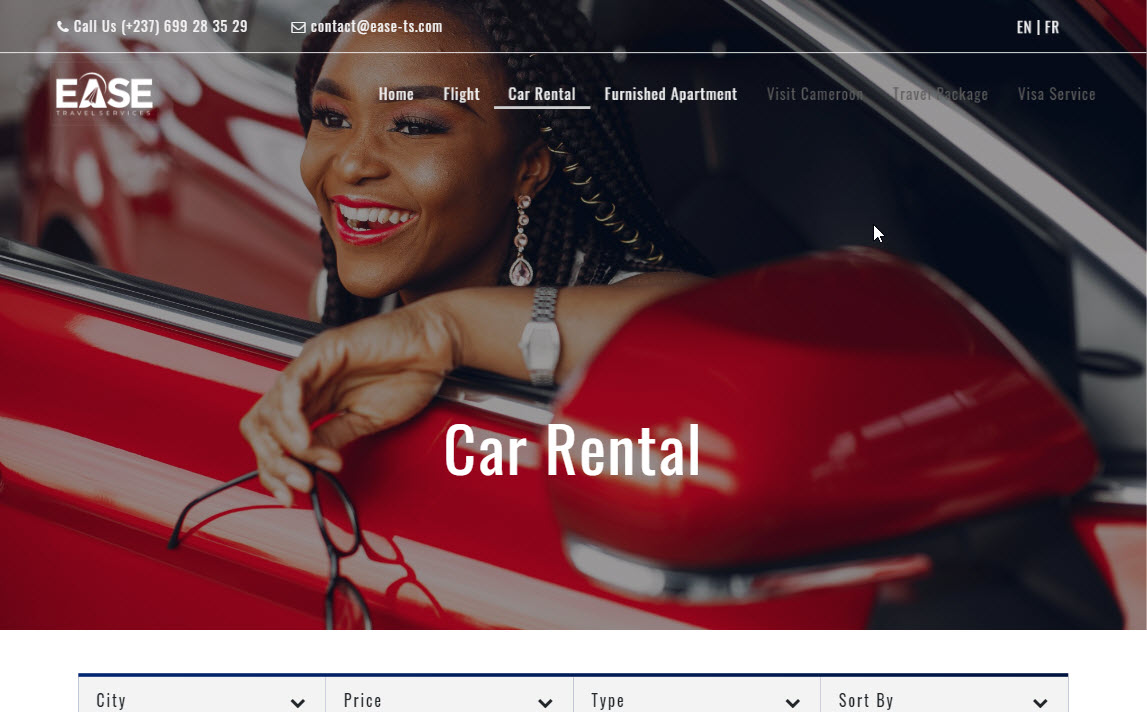 Call Us (+237) 699 28 35 29 contact@ease-ts.com EN | FR
EASE
TRAVEL SERVICES
Home Flight Car Rental Furnished Apartment Visit Cameroon Travel Package Visa Service
Car Rental
City Price Type Sort By